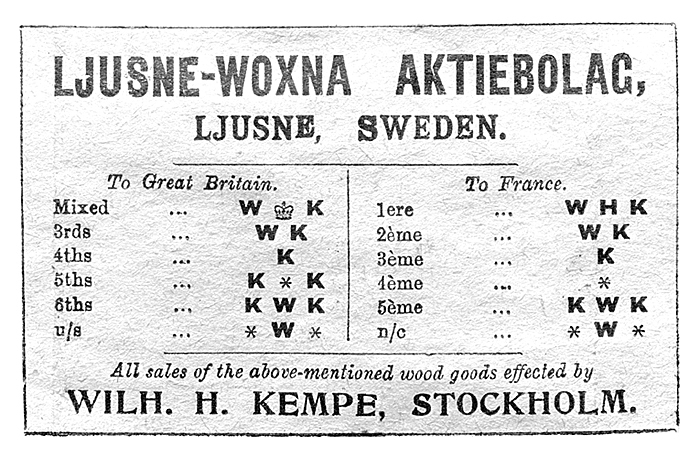 LJUSNE-WOXNA AKTIEBOLAG,
LJUSNE, SWEDEN.
To Great Britain.
Mixed ... W 👑 K
3rds ... W K
4ths ... K
5ths ... K * K
6ths ... K W K
u/s ... * W *
To France.
1ere ... W H K
2ème ... W K
3ème ... K
4ème ... *
5ème ... K W K
n/c ... * W *
All sales of the above-mentioned wood goods effected by
WILH. H. KEMPE, STOCKHOLM.